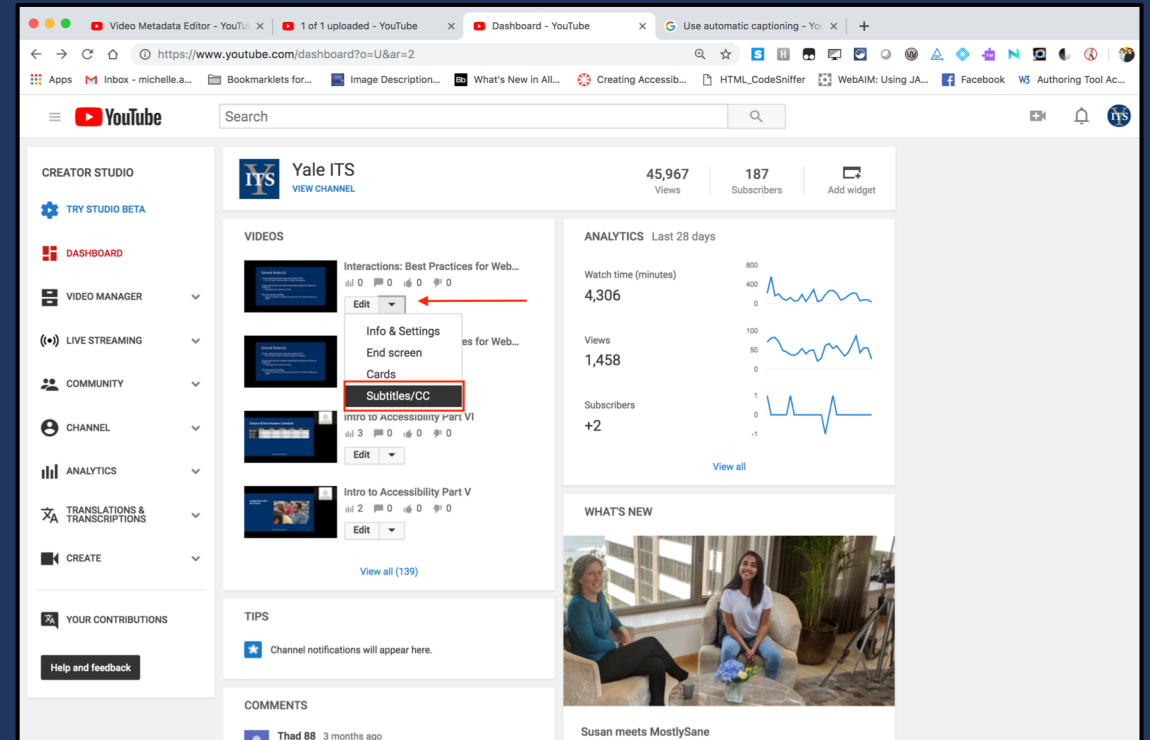 Video Metadata Editor - YouTu
1 of 1 uploaded - YouTube
Dashboard - YouTube
Use automatic captioning - You
https://www.youtube.com/dashboard?o=U&ar=2
Apps
Inbox - michelle.a...
Bookmarklets for...
Image Description...
Bb What's New in All...
Creating Accessib...
HTML_CodeSniffer
WebAIM: Using JA...
Facebook
W3 Authoring Tool Ac...
YouTube
Search
ITS
CREATOR STUDIO
TRY STUDIO BETA
DASHBOARD
VIDEO MANAGER
LIVE STREAMING
COMMUNITY
CHANNEL
ANALYTICS
TRANSLATIONS &
TRANSCRIPTIONS
CREATE
YOUR CONTRIBUTIONS
Help and feedback
ITS
Yale ITS
VIEW CHANNEL
45,967
Views
187
Subscribers
Add widget
VIDEOS
Interactions: Best Practices for Web...
0 0 0 0
Edit
Info & Settings
End screen
Cards
Subtitles/CC
es for Web...
Intro to Accessibility Part VI
3 0 0 0
Edit
Intro to Accessibility Part V
2 0 0 0
Edit
View all (139)
TIPS
Channel notifications will appear here.
COMMENTS
Thad 88 3 months ago
ANALYTICS Last 28 days
Watch time (minutes)
4,306
800
400
0
Views
1,458
100
50
0
Subscribers
+2
1
0
-1
View all
WHAT'S NEW
Susan meets MostlySane